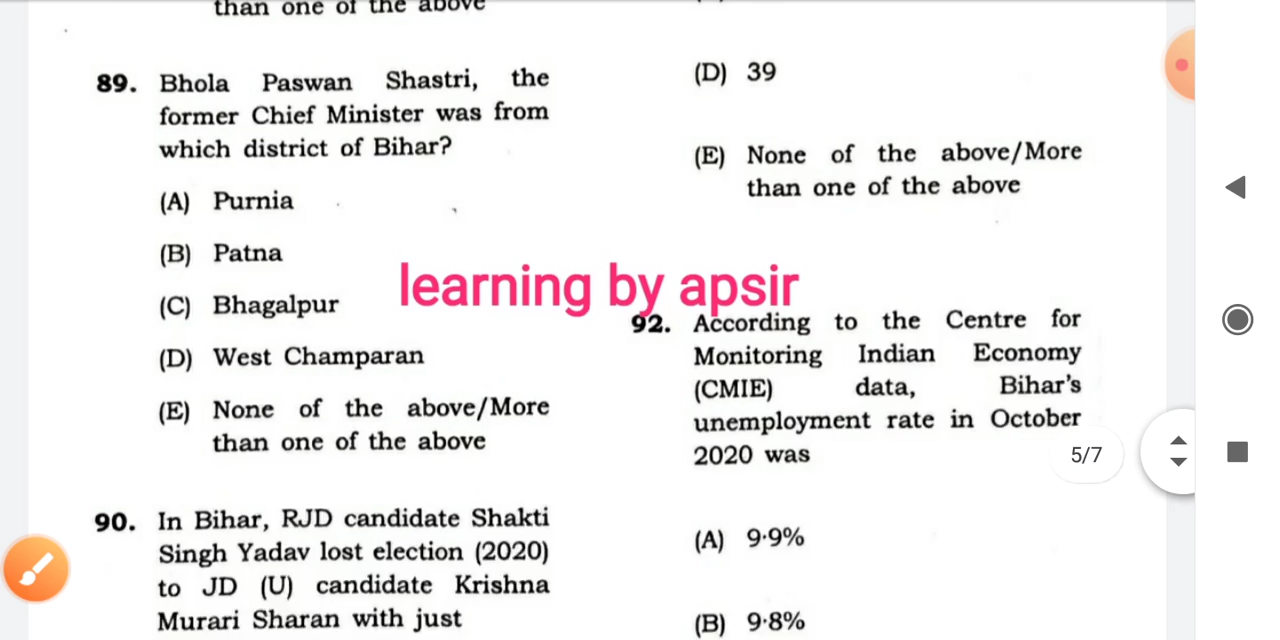 than one of the above
89. Bhola Paswan Shastri, the
former Chief Minister was from
which district of Bihar?
(A) Purnia
(B) Patna
(C) Bhagalpur
(D) West Champaran
(E) None of the above/More
than one of the above
90. In Bihar, RJD candidate Shakti
Singh Yadav lost election (2020)
to JD (U) candidate Krishna
Murari Sharan with just
(D) 39
(E) None of the above/More
than one of the above
learning by apsir
92. According to the Centre for
Monitoring Indian Economy
(CMIE) data, Bihar's
unemployment rate in October
2020 was
(A) 9·9%
(B) 9·8%
5/7